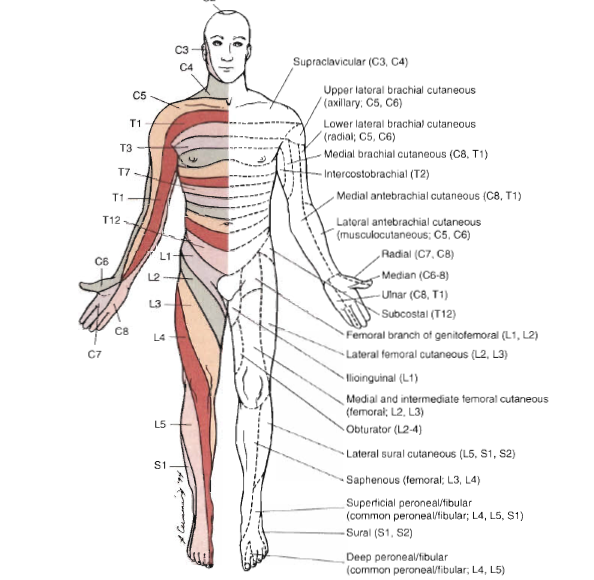 C3
C4
C5
T1
T3
T7
T1
T12
L1
C6
L2
L3
C8
C7
L4
L5
S1
Supraclavicular (C3, C4)
Upper lateral brachial cutaneous
(axillary; C5, C6)
Lower lateral brachial cutaneous
(radial; C5, C6)
Medial brachial cutaneous (C8, T1)
Intercostobrachial (T2)
Medial antebrachial cutaneous (C8, T1)
Lateral antebrachial cutaneous
(musculocutaneous; C5, C6)
Radial (C7, C8)
Median (C6-8)
Ulnar (C8, T1)
Subcostal (T12)
Femoral branch of genitofemoral (L1, L2)
Lateral femoral cutaneous (L2, L3)
Ilioinguinal (L1)
Medial and intermediate femoral cutaneous
(femoral; L2, L3)
Obturator (L2-4)
Lateral sural cutaneous (L5, S1, S2)
Saphenous (femoral; L3, L4)
Superficial peroneal/fibular
(common peroneal/fibular; L4, L5, S1)
Sural (S1, S2)
Deep peroneal/fibular
(common peroneal/fibular; L4, L5)